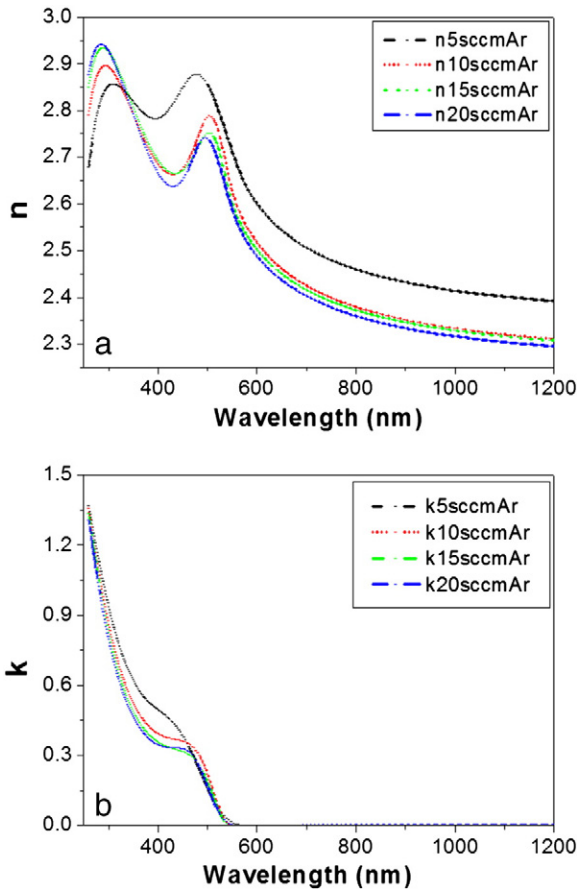 3.0
2.9
2.8
2.7
2.6
2.5
2.4
2.3
n
n5sccmAr
n10sccmAr
n15sccmAr
n20sccmAr
a
400 600 800 1000 1200
Wavelength (nm)
1.5
1.2
0.9
0.6
0.3
0.0
k
k5sccmAr
k10sccmAr
k15sccmAr
k20sccmAr
b
400 600 800 1000 1200
Wavelength (nm)